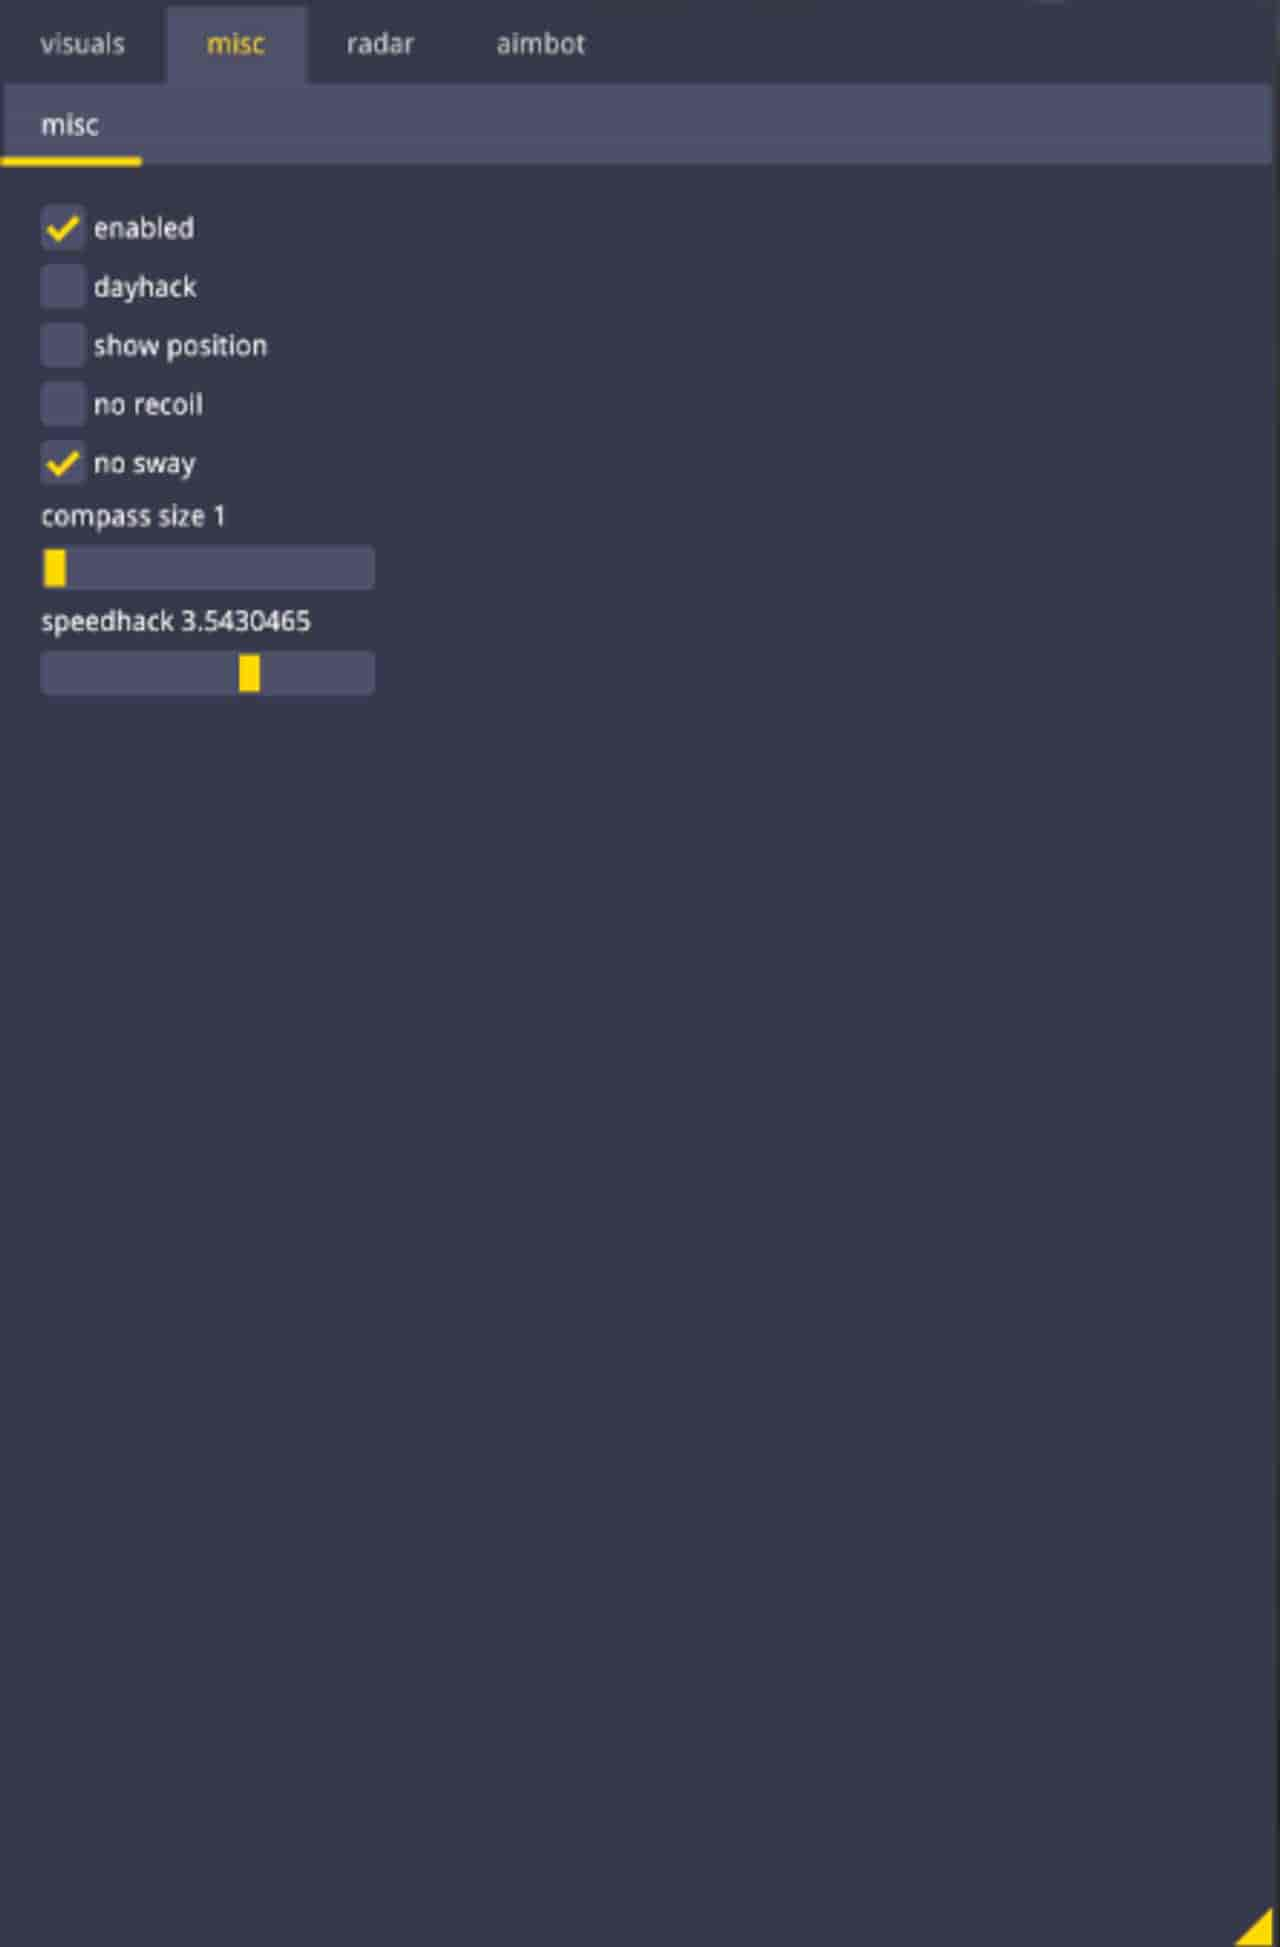 visuals misc radar aimbot
misc
enabled
dayhack
show position
no recoil
no sway
compass size 1
speedhack 3.5430465